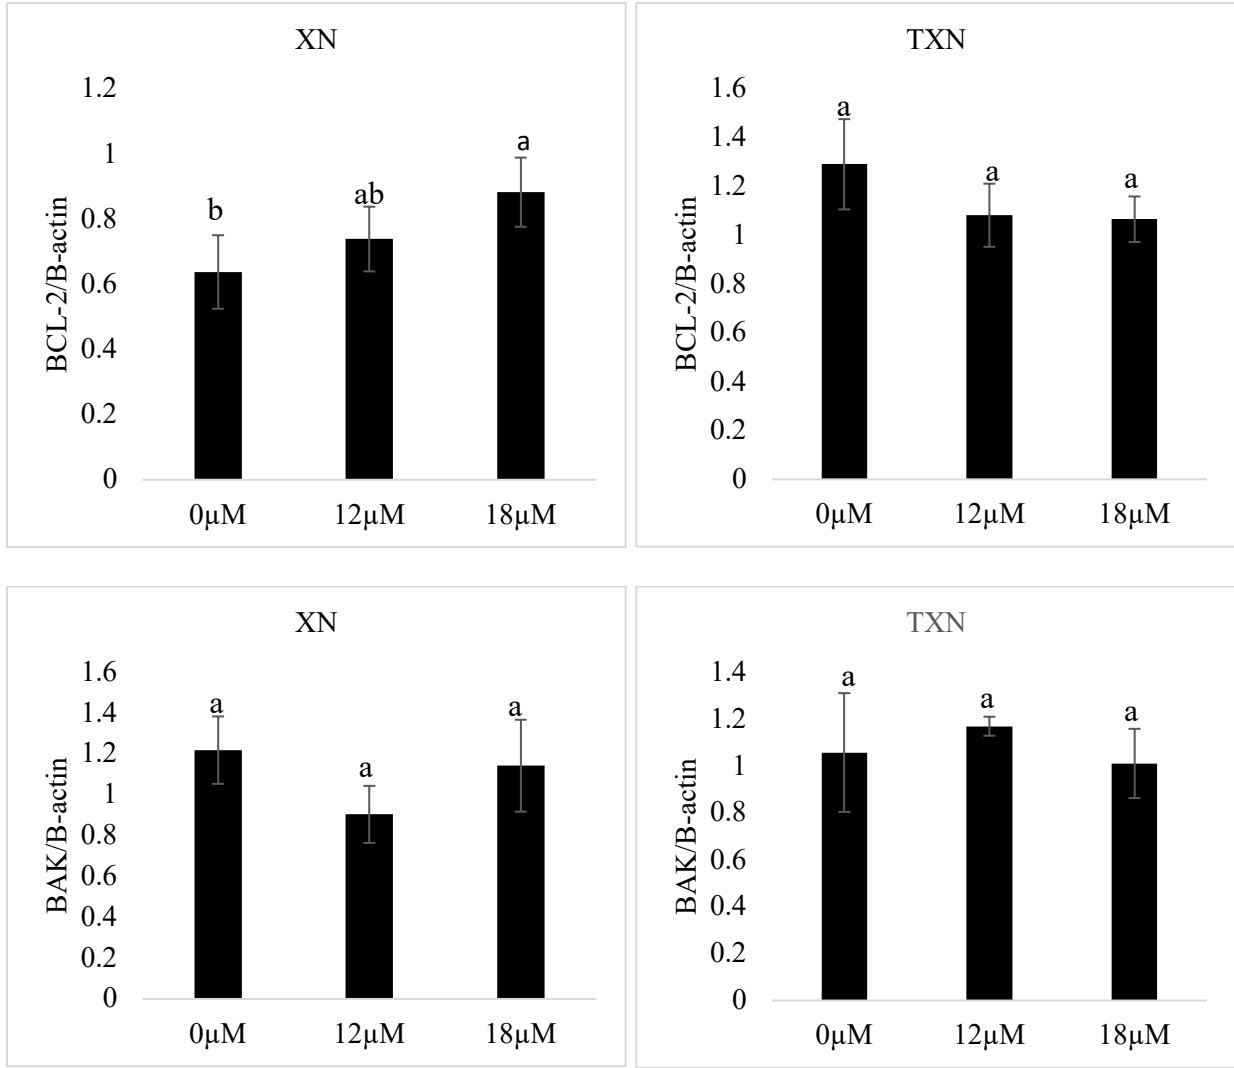 XN
BCL-2/B-actin
1.2
1
0.8
0.6
0.4
0.2
0
b
ab
a
0µM
12µM
18µM
TXN
BCL-2/B-actin
1.6
1.4
1.2
1
0.8
0.6
0.4
0.2
0
a
a
a
0µM
12µM
18µM
XN
BAK/B-actin
1.6
1.4
1.2
1
0.8
0.6
0.4
0.2
0
a
a
a
0µM
12µM
18µM
TXN
BAK/B-actin
1.4
1.2
1
0.8
0.6
0.4
0.2
0
a
a
a
0µM
12µM
18µM